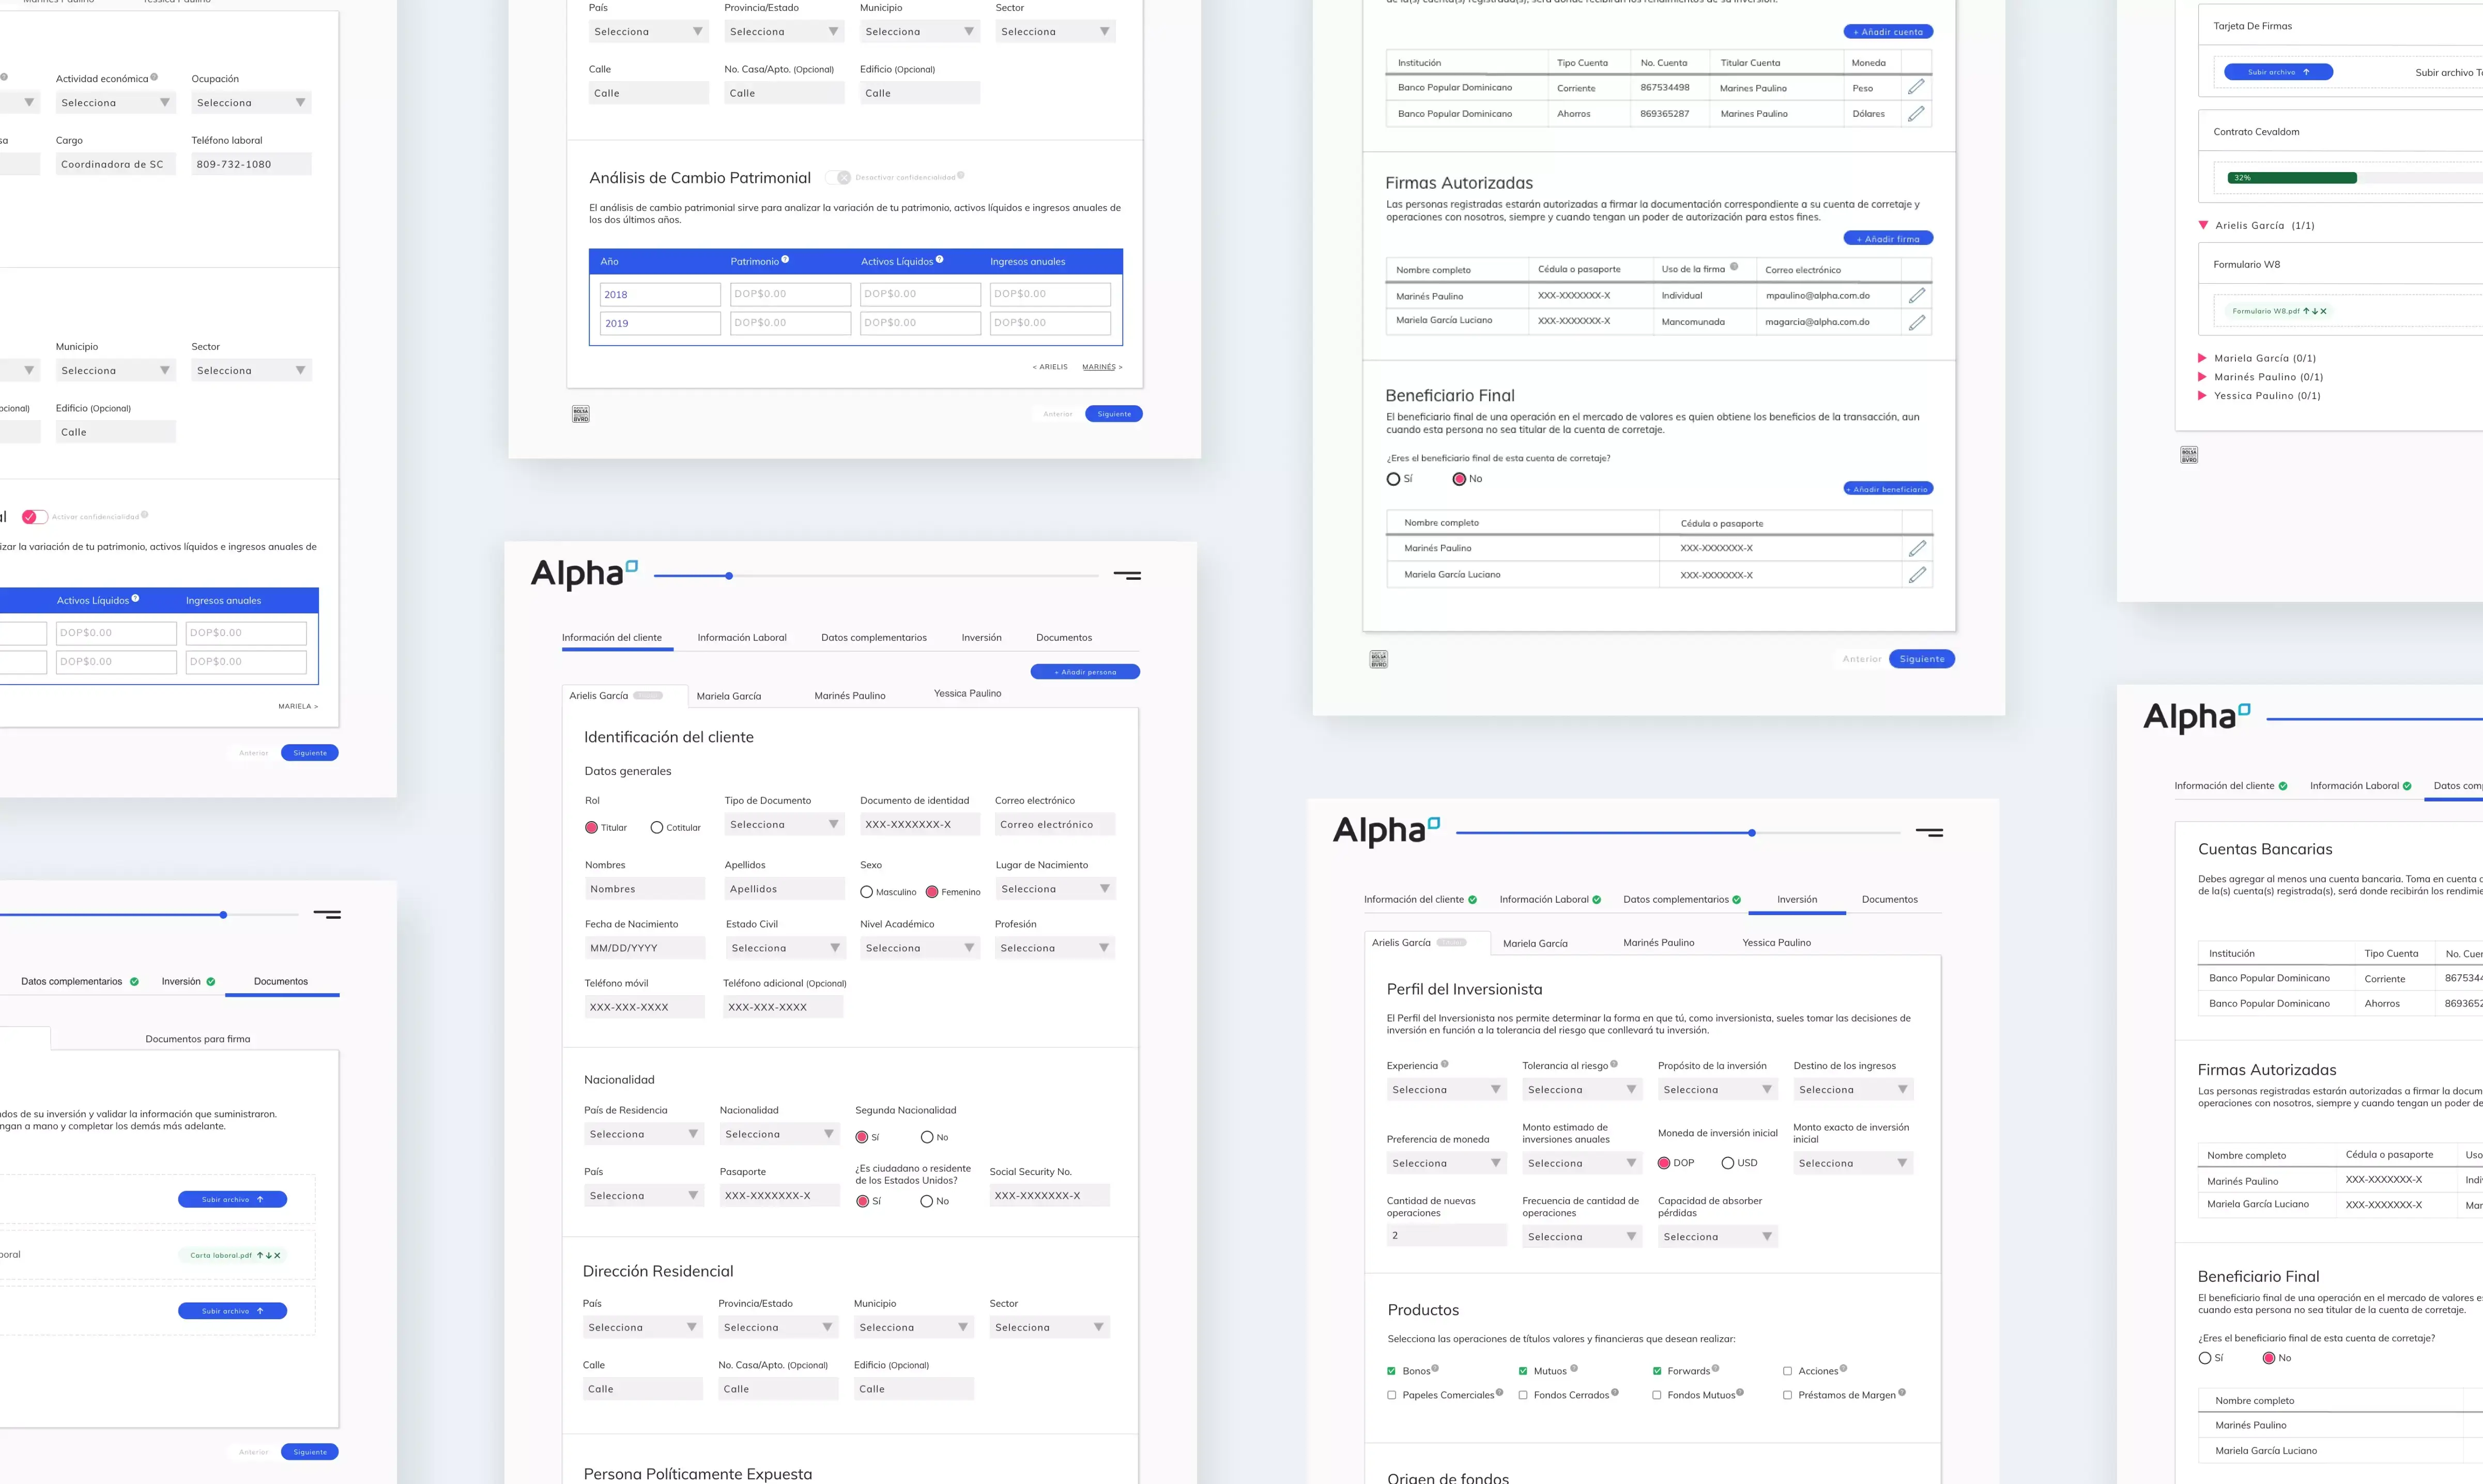 Marines Paulino
Yessica Paulino
Actividad económica
Ocupación
Selecciona
Selecciona
Cargo
Teléfono laboral
Coordinadora de SC
809-732-1080
Municipio
Sector
Selecciona
Selecciona
Edificio (Opcional)
Calle
Activar confidencialidad
izar la variación de tu patrimonio, activos líquidos e ingresos anuales de
Activos Líquidos
Ingresos anuales
DOP$0.00
DOP$0.00
DOP$0.00
DOP$0.00
MARIELA >
Anterior
Siguiente
Datos complementarios
Inversión
Documentos
Documentos para firma
dos de su inversión y validar la información que suministraron.
ngan a mano y completar los demás más adelante.
Subir archivo
boral
Carta laboral.pdf
Subir archivo
Anterior
Siguiente
País
Provincia/Estado
Municipio
Sector
Selecciona
Selecciona
Selecciona
Selecciona
Calle
No. Casa/Apto. (Opcional)
Edificio (Opcional)
Calle
Calle
Calle
Análisis de Cambio Patrimonial
Desactivar confidencialidad
El análisis de cambio patrimonial sirve para analizar la variación de tu patrimonio, activos líquidos e ingresos anuales de
los dos últimos años.
Año
Patrimonio
Activos Líquidos
Ingresos anuales
2018
DOP$0.00
DOP$0.00
DOP$0.00
2019
DOP$0.00
DOP$0.00
DOP$0.00
< ARIELIS
MARINÉS >
BOLSA
BVRD
Anterior
Siguiente
Alpha
Información del cliente
Información Laboral
Datos complementarios
Inversión
Documentos
+ Añadir persona
Arielis García
Mariela García
Marinés Paulino
Yessica Paulino
Identificación del cliente
Datos generales
Rol
Tipo de Documento
Documento de identidad
Correo electrónico
Titular
Cotitular
Selecciona
XXX-XXXXXXX-X
Correo electrónico
Nombres
Apellidos
Sexo
Lugar de Nacimiento
Nombres
Apellidos
Masculino
Femenino
Selecciona
Fecha de Nacimiento
Estado Civil
Nivel Académico
Profesión
MM/DD/YYYY
Selecciona
Selecciona
Selecciona
Teléfono móvil
Teléfono adicional (Opcional)
XXX-XXX-XXXX
XXX-XXX-XXXX
Nacionalidad
País de Residencia
Nacionalidad
Segunda Nacionalidad
Selecciona
Selecciona
Sí
No
País
Pasaporte
¿Es ciudadano o residente
de los Estados Unidos?
Social Security No.
Selecciona
XXX-XXXXXXX-X
Sí
No
XXX-XXXXXXX-X
Dirección Residencial
País
Provincia/Estado
Municipio
Sector
Selecciona
Selecciona
Selecciona
Selecciona
Calle
No. Casa/Apto. (Opcional)
Edificio (Opcional)
Calle
Calle
Calle
Persona Políticamente Expuesta
de la(s) cuenta(s) registrada(s), será donde recibirán los rendimientos de su inversión.
+ Añadir cuenta
Institución
Tipo Cuenta
No. Cuenta
Titular Cuenta
Moneda
Banco Popular Dominicano
Corriente
867534498
Marines Paulino
Peso
Banco Popular Dominicano
Ahorros
869365287
Marines Paulino
Dólares
Firmas Autorizadas
Las personas registradas estarán autorizadas a firmar la documentación correspondiente a su cuenta de corretaje y
operaciones con nosotros, siempre y cuando tengan un poder de autorización para estos fines.
+ Añadir firma
Nombre completo
Cédula o pasaporte
Uso de la firma
Correo electrónico
Marinés Paulino
XXX-XXXXXXX-X
Individual
mpaulino@alpha.com.do
Mariela García Luciano
XXX-XXXXXXX-X
Mancomunada
magarcia@alpha.com.do
Beneficiario Final
El beneficiario final de una operación en el mercado de valores es quien obtiene los beneficios de la transacción, aun
cuando esta persona no sea titular de la cuenta de corretaje.
¿Eres el beneficiario final de esta cuenta de corretaje?
Sí
No
+ Añadir beneficiario
Nombre completo
Cédula o pasaporte
Marinés Paulino
XXX-XXXXXXX-X
Mariela García Luciano
XXX-XXXXXXX-X
BOLSA
BVRD
Anterior
Siguiente
Alpha
Información del cliente
Información Laboral
Datos complementarios
Inversión
Documentos
Arielis García
Mariela García
Marinés Paulino
Yessica Paulino
Perfil del Inversionista
El Perfil del Inversionista nos permite determinar la forma en que tú, como inversionista, sueles tomar las decisiones de
inversión en función a la tolerancia del riesgo que conllevará tu inversión.
Experiencia
Tolerancia al riesgo
Propósito de la inversión
Destino de los ingresos
Selecciona
Selecciona
Selecciona
Selecciona
Preferencia de moneda
Monto estimado de
inversiones anuales
Moneda de inversión inicial
Monto exacto de inversión
inicial
Selecciona
Selecciona
DOP
USD
Selecciona
Cantidad de nuevas
operaciones
Frecuencia de cantidad de
operaciones
Capacidad de absorber
pérdidas
2
Selecciona
Selecciona
Productos
Selecciona las operaciones de títulos valores y financieras que desean realizar:
Bonos
Mutuos
Forwards
Acciones
Papeles Comerciales
Fondos Cerrados
Fondos Mutuos
Préstamos de Margen
Origen de fondos
Tarjeta De Firmas
Subir archivo
Subir archivo T
Contrato Cevaldom
32%
Arielis García (1/1)
Formulario W8
Formulario W8.pdf
Mariela García (0/1)
Marinés Paulino (0/1)
Yessica Paulino (0/1)
BOLSA
BVRD
Alpha
Información del cliente
Información Laboral
Datos com
Cuentas Bancarias
Debes agregar al menos una cuenta bancaria. Toma en cuenta
de la(s) cuenta(s) registrada(s), será donde recibirán los rendimie
Institución
Tipo Cuenta
No. Cuen
Banco Popular Dominicano
Corriente
8675344
Banco Popular Dominicano
Ahorros
8693652
Firmas Autorizadas
Las personas registradas estarán autorizadas a firmar la docum
operaciones con nosotros, siempre y cuando tengan un poder de
Nombre completo
Cédula o pasaporte
Uso
Marinés Paulino
XXX-XXXXXXX-X
Indi
Mariela García Luciano
XXX-XXXXXXX-X
Mar
Beneficiario Final
El beneficiario final de una operación en el mercado de valores e
cuando esta persona no sea titular de la cuenta de corretaje.
¿Eres el beneficiario final de esta cuenta de corretaje?
Sí
No
Nombre completo
Marinés Paulino
Mariela García Luciano